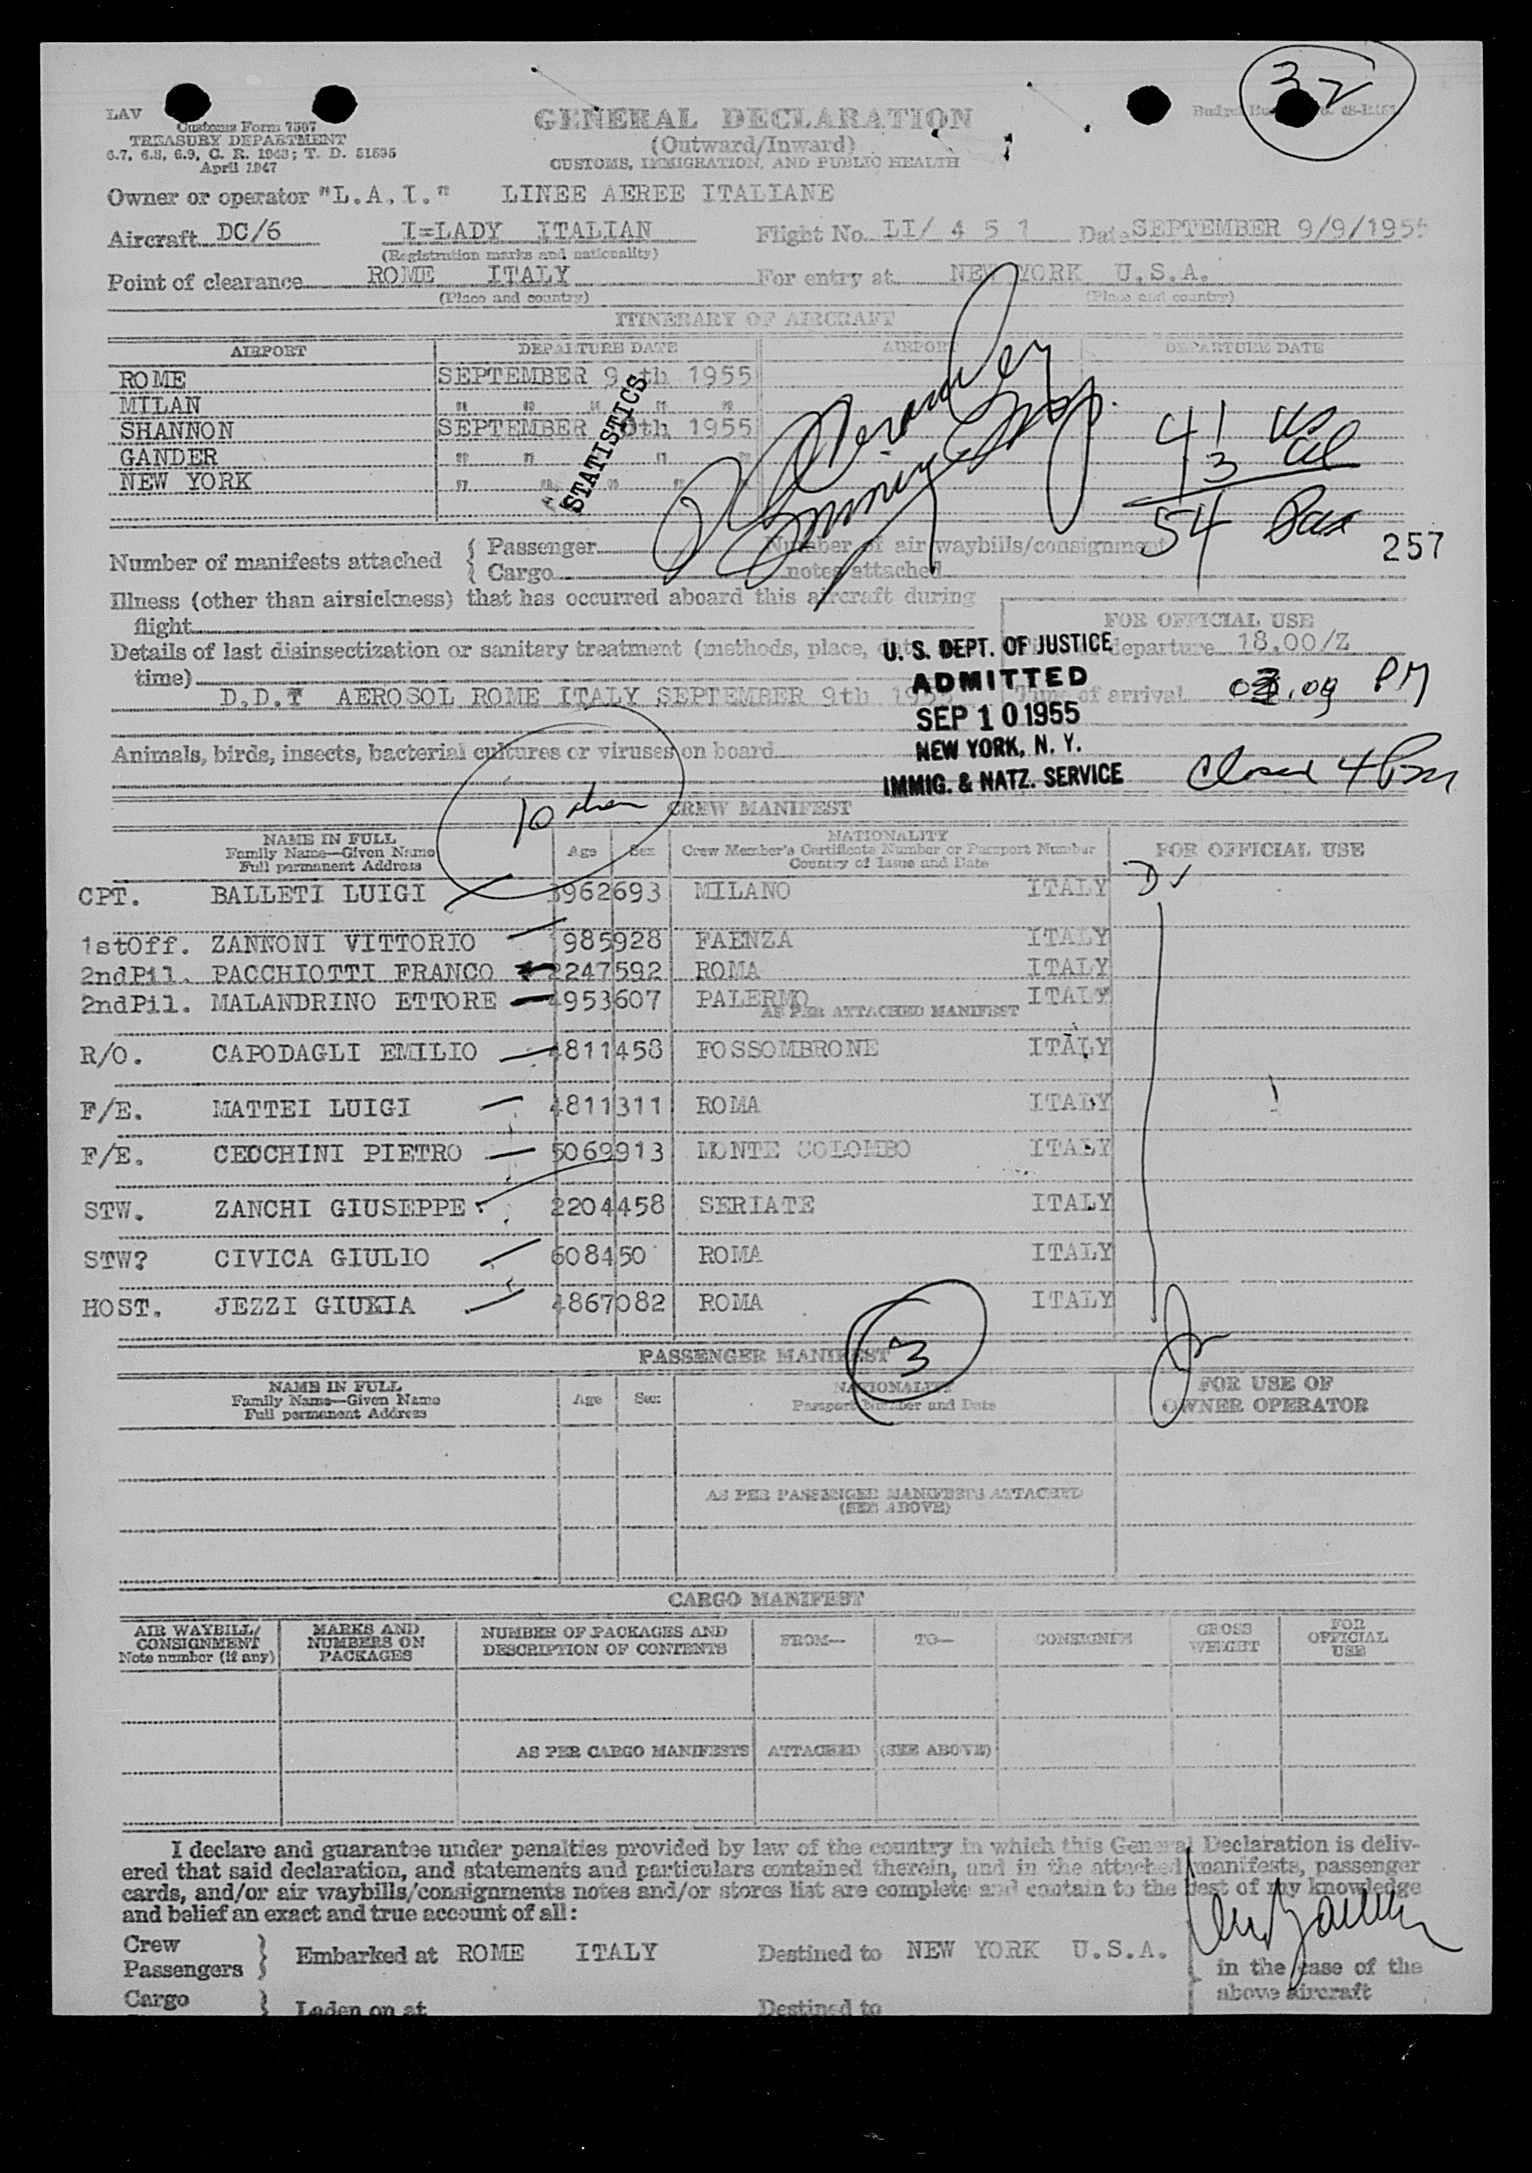 32
LAV
Customs Form 7507
TREASURY DEPARTMENT
6.7, 6.8, 6.9, C. R. 1943; T. D. 51595
April 1947
GENERAL DECLARATION
(Outward/Inward)
CUSTOMS, IMMIGRATION, AND PUBLIC HEALTH
Owner or operator "L.A.I." LINEE AEREE ITALIANE
Aircraft DC/6 I=LADY ITALIAN Flight No. LI/ 4 5 1 Date SEPTEMBER 9/9/1955
(Registration marks and nationality)
Point of clearance ROME ITALY For entry at NEW YORK U.S.A.
(Place and country) (Place and country)
ITINERARY OF AIRCRAFT
AIRPORT DEPARTURE DATE AIRPORT DEPARTURE DATE
ROME SEPTEMBER 9 th 1955
MILAN " " " " "
SHANNON SEPTEMBER 10th 1955
GANDER " " " "
NEW YORK " " " " "
STATISTICS
41 US
13 al
54 Pax
257
Number of manifests attached { Passenger Number of air waybills/consignment
{ Cargo notes attached
Illness (other than airsickness) that has occurred aboard this aircraft during
flight
FOR OFFICIAL USE
Details of last disinsectization or sanitary treatment (methods, place, date
departure 18.00/Z
time)
D.D.T AEROSOL ROME ITALY SEPTEMBER 9th 1955
Time of arrival 03.09 PM
U. S. DEPT. OF JUSTICE
ADMITTED
SEP 10 1955
NEW YORK, N. Y.
IMMIG. & NATZ. SERVICE
Closed 4 Pm
Animals, birds, insects, bacterial cultures or viruses on board
10
CREW MANIFEST
NAME IN FULL
Family Name—Given Name
Full permanent Address
Age Sex
NATIONALITY
Crew Member's Certificate Number or Passport Number
Country of Issue and Date
FOR OFFICIAL USE
CPT. BALLETI LUIGI 3962693 MILANO ITALY D ✓
1stOff. ZANNONI VITTORIO 985928 FAENZA ITALY
2ndPil. PACCHIOTTI FRANCO 2247592 ROMA ITALY
2ndPil. MALANDRINO ETTORE 4953607 PALERMO ITALY
AS PER ATTACHED MANIFEST
R/O. CAPODAGLI EMILIO 4811458 FOSSOMBRONE ITALY
F/E. MATTEI LUIGI 4811311 ROMA ITALY
F/E. CECCHINI PIETRO 5069913 MONTE COLOMBO ITALY
STW. ZANCHI GIUSEPPE 2204458 SERIATE ITALY
STW? CIVICA GIULIO 608450 ROMA ITALY
HOST. JEZZI GIULIA 4867082 ROMA ITALY
3
PASSENGER MANIFEST
NAME IN FULL
Family Name—Given Name
Full permanent Address
Age Sex
NATIONALITY
Passport Number and Date
FOR USE OF
OWNER OPERATOR
AS PER PASSENGER MANIFESTS ATTACHED
(SEE ABOVE)
CARGO MANIFEST
AIR WAYBILL/
CONSIGNMENT
Note number (if any)
MARKS AND
NUMBERS ON
PACKAGES
NUMBER OF PACKAGES AND
DESCRIPTION OF CONTENTS
FROM— TO— CONSIGNEE
GROSS
WEIGHT
FOR
OFFICIAL
USE
AS PER CARGO MANIFESTS ATTACHED (SEE ABOVE)
I declare and guarantee under penalties provided by law of the country in which this General Declaration is deliv-
ered that said declaration, and statements and particulars contained therein, and in the attached manifests, passenger
cards, and/or air waybills/consignments notes and/or stores list are complete and contain to the best of my knowledge
and belief an exact and true account of all:
Crew
Passengers } Embarked at ROME ITALY Destined to NEW YORK U.S.A.
in the case of the
above aircraft
Cargo } Laden on at Destined to